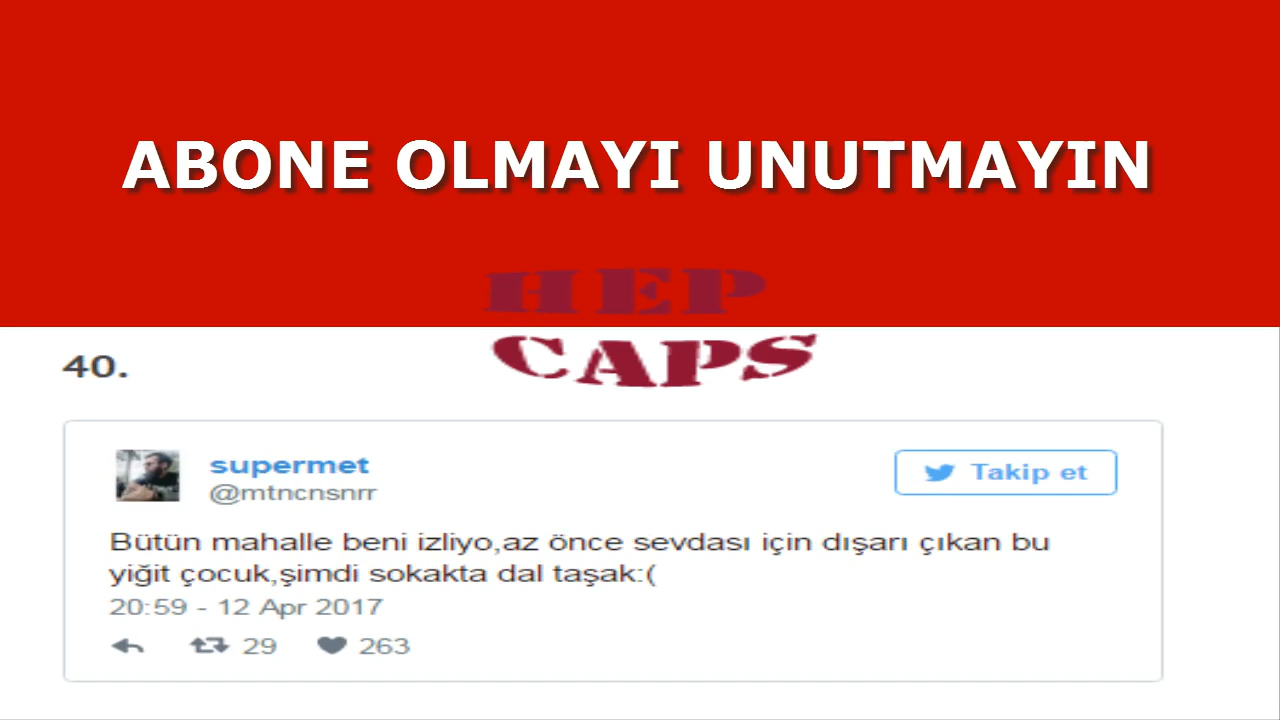 ABONE OLMAYI UNUTMAYIN
HEP
CAPS
40.
supermet
@mtncnsnrr
Takip et
Bütün mahalle beni izliyo,az önce sevdası için dışarı çıkan bu
yiğit çocuk,şimdi sokakta dal taşak:(
20:59 - 12 Apr 2017
29 263